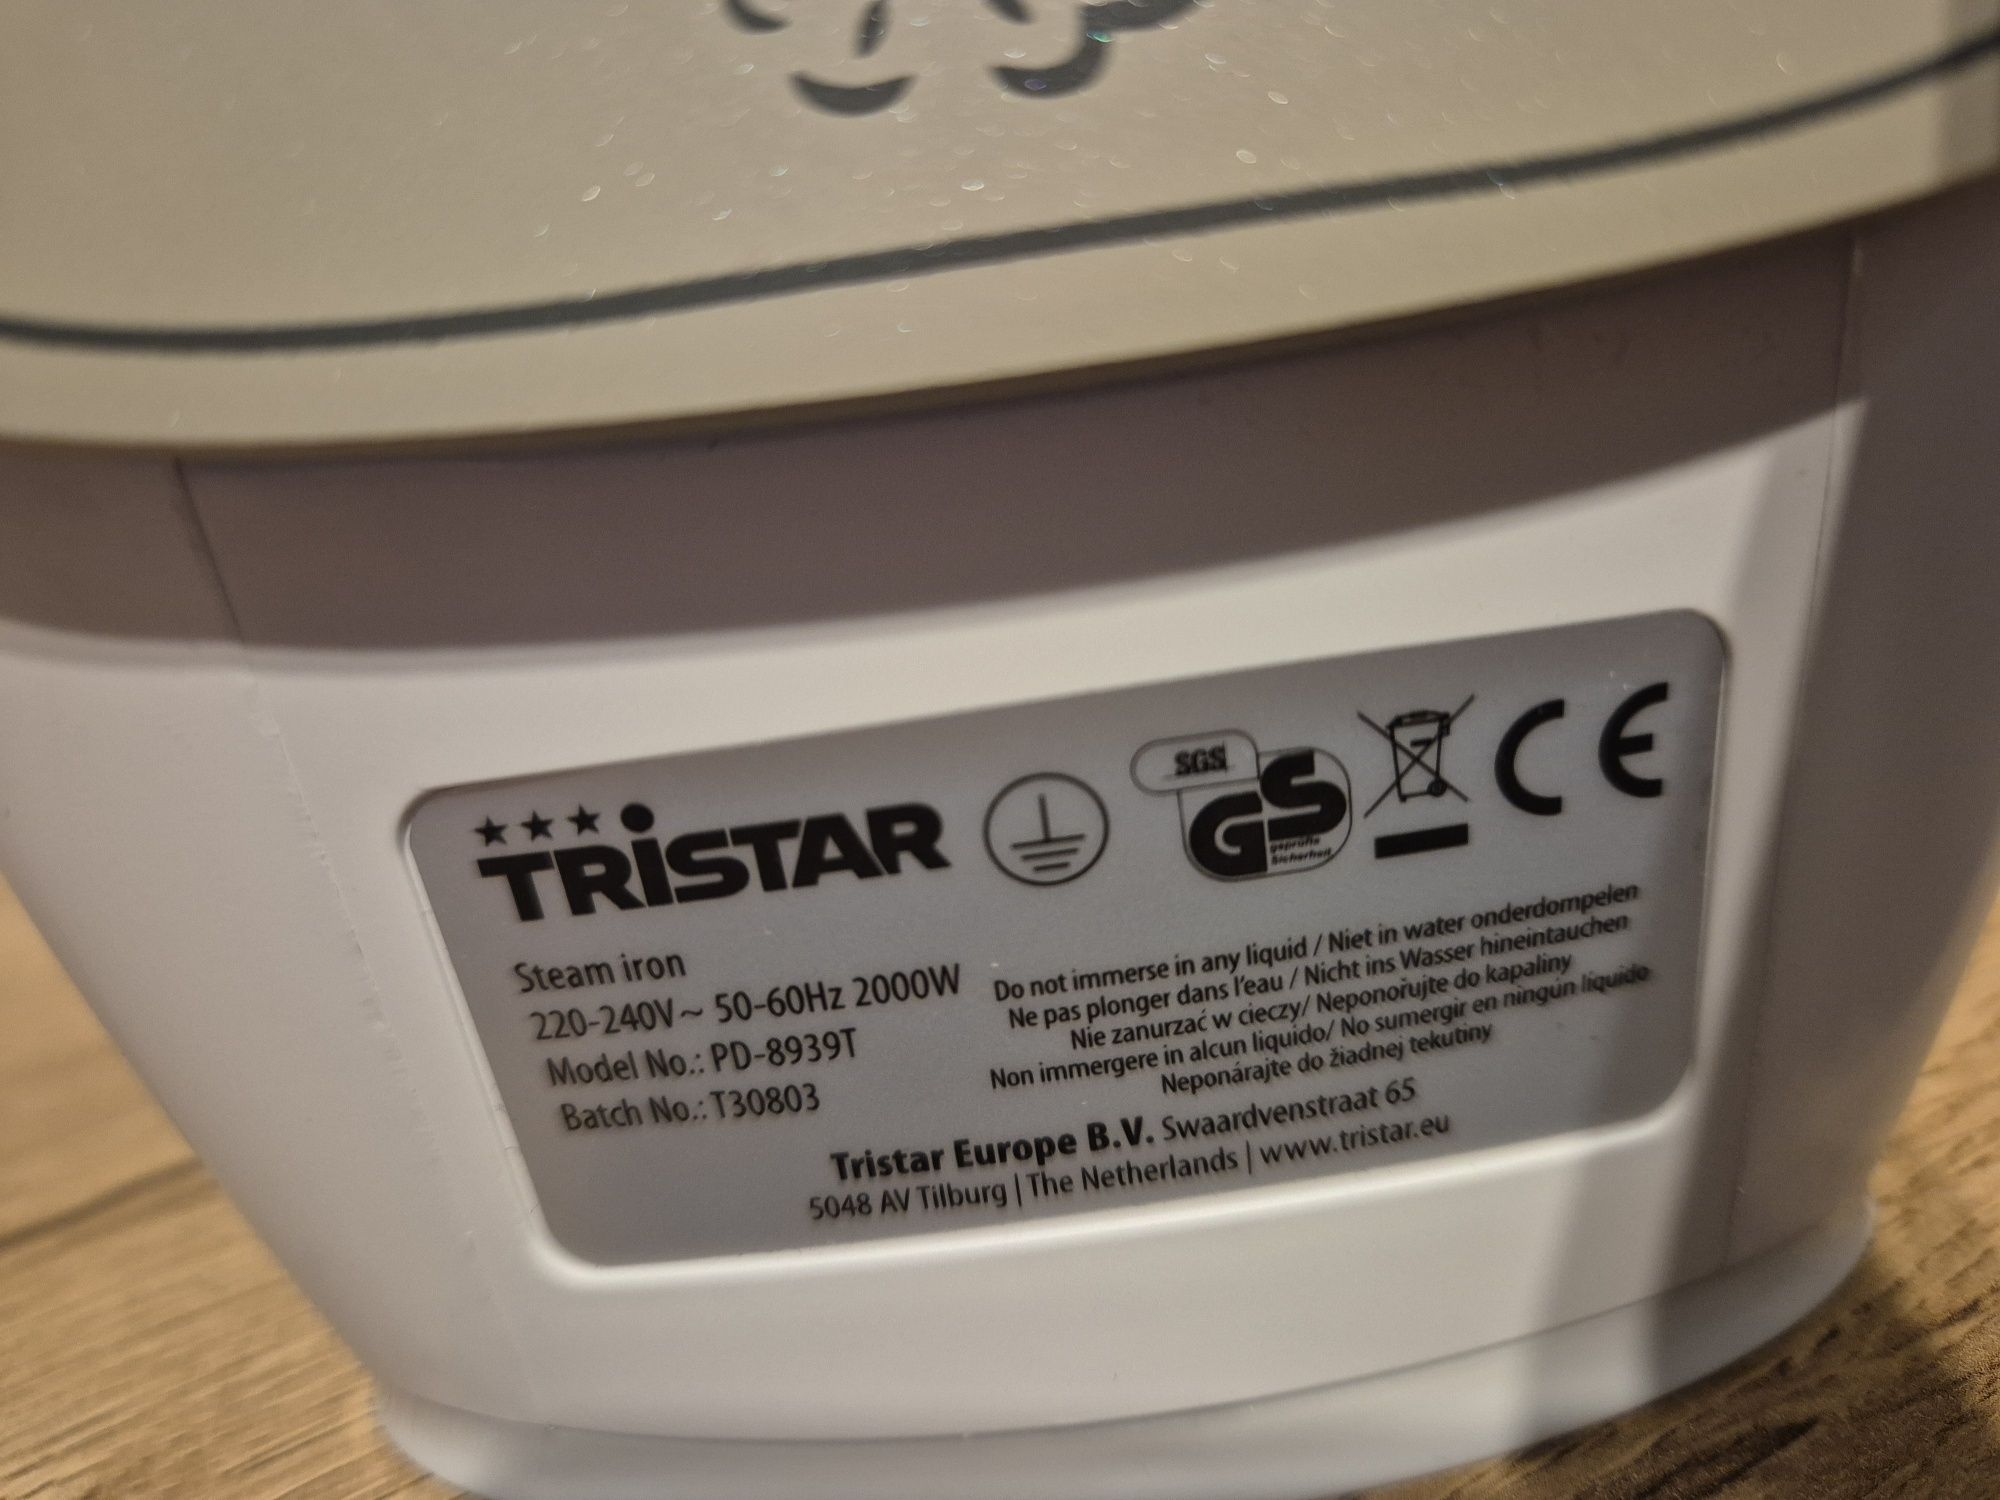 TRISTAR
SGS
GS
geprüfte
Sicherheit
CE
Steam iron
220-240V~ 50-60Hz 2000W
Model No.: PD-8939T
Batch No.: T30803
Do not immerse in any liquid / Niet in water onderdompelen
Ne pas plonger dans l'eau / Nicht ins Wasser hineintauchen
Nie zanurzać w cieczy/ Neponořujte do kapaliny
Non immergere in alcun liquido/ No sumergir en ningún líquido
Neponárajte do žiadnej tekutiny
Tristar Europe B.V. Swaardvenstraat 65
5048 AV Tilburg | The Netherlands | www.tristar.eu